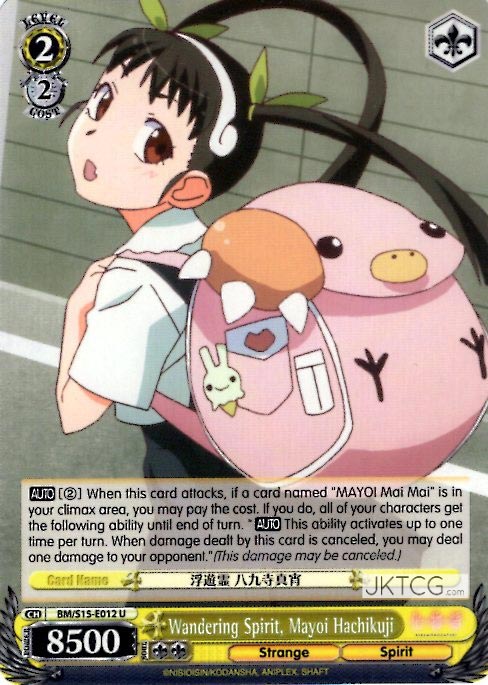 LEVEL
2
2
COST
AUTO [②] When this card attacks, if a card named "MAYOI Mai Mai" is in
your climax area, you may pay the cost. If you do, all of your characters get
the following ability until end of turn. "AUTO This ability activates up to one
time per turn. When damage dealt by this card is canceled, you may deal
one damage to your opponent."(This damage may be canceled.)
Card Name 浮遊霊 八九寺真宵
JKTCG.com
CH BM/S15-E012 U
Wandering Spirit, Mayoi Hachikuji
POWER 8500 SOUL
Strange Spirit
©NISIOISIN/KODANSHA, ANIPLEX, SHAFT